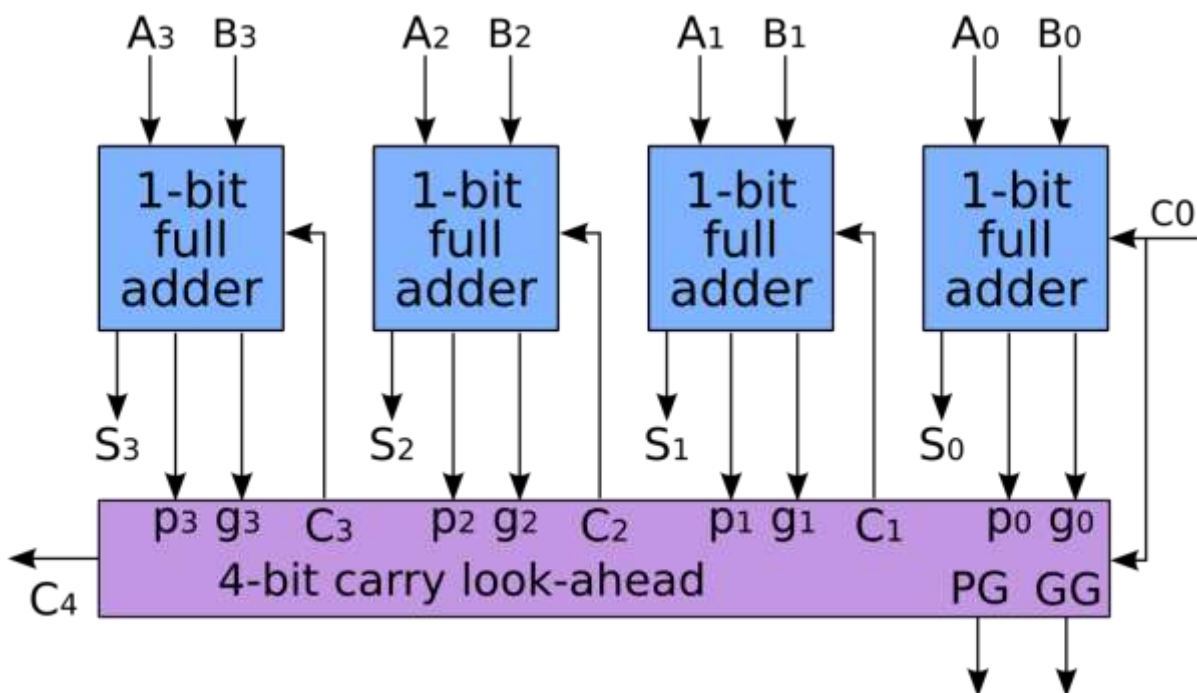 A3 B3 A2 B2 A1 B1 A0 B0
1-bit full adder
1-bit full adder
1-bit full adder
1-bit full adder
C0
S3 S2 S1 S0
p3 g3 C3 p2 g2 C2 p1 g1 C1 p0 g0
4-bit carry look-ahead
PG GG
C4